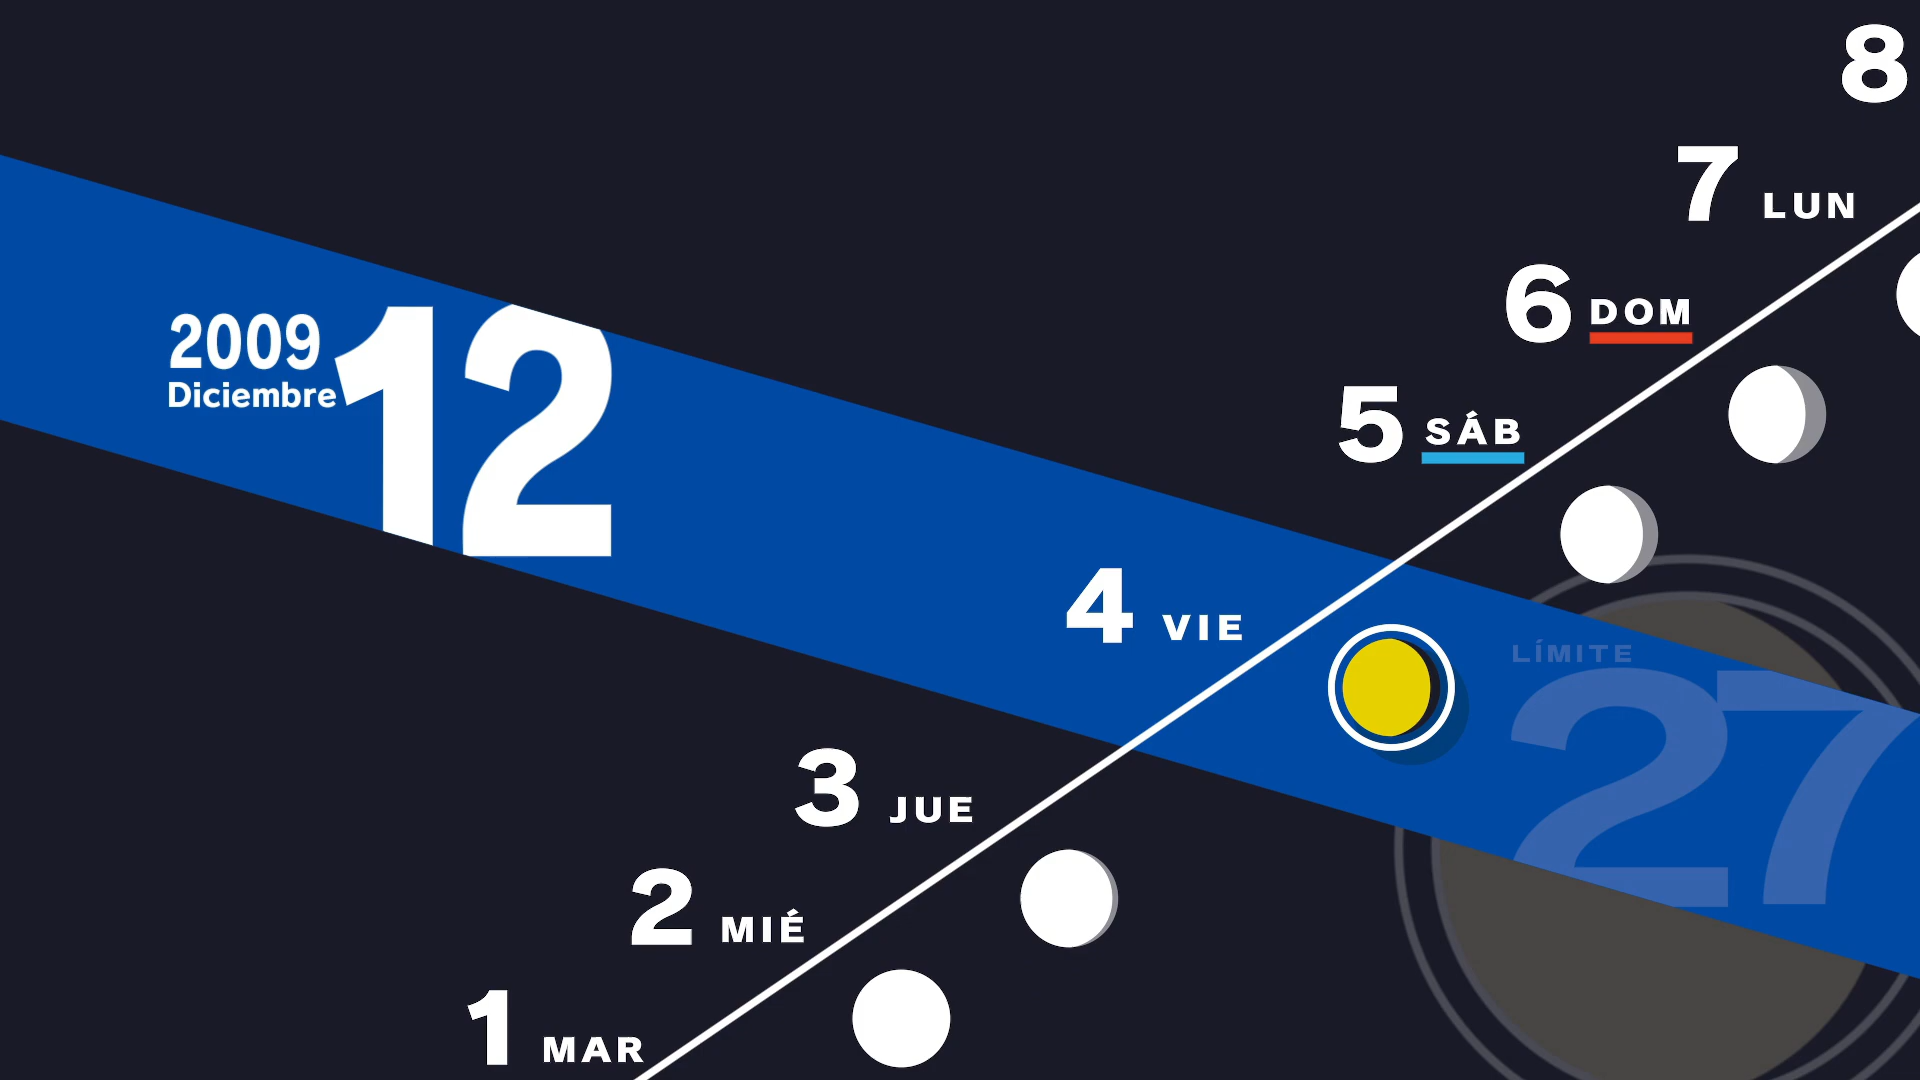 2009
Diciembre
12
8
7 LUN
6 DOM
5 SÁB
4 VIE
LÍMITE
27
3 JUE
2 MIÉ
1 MAR